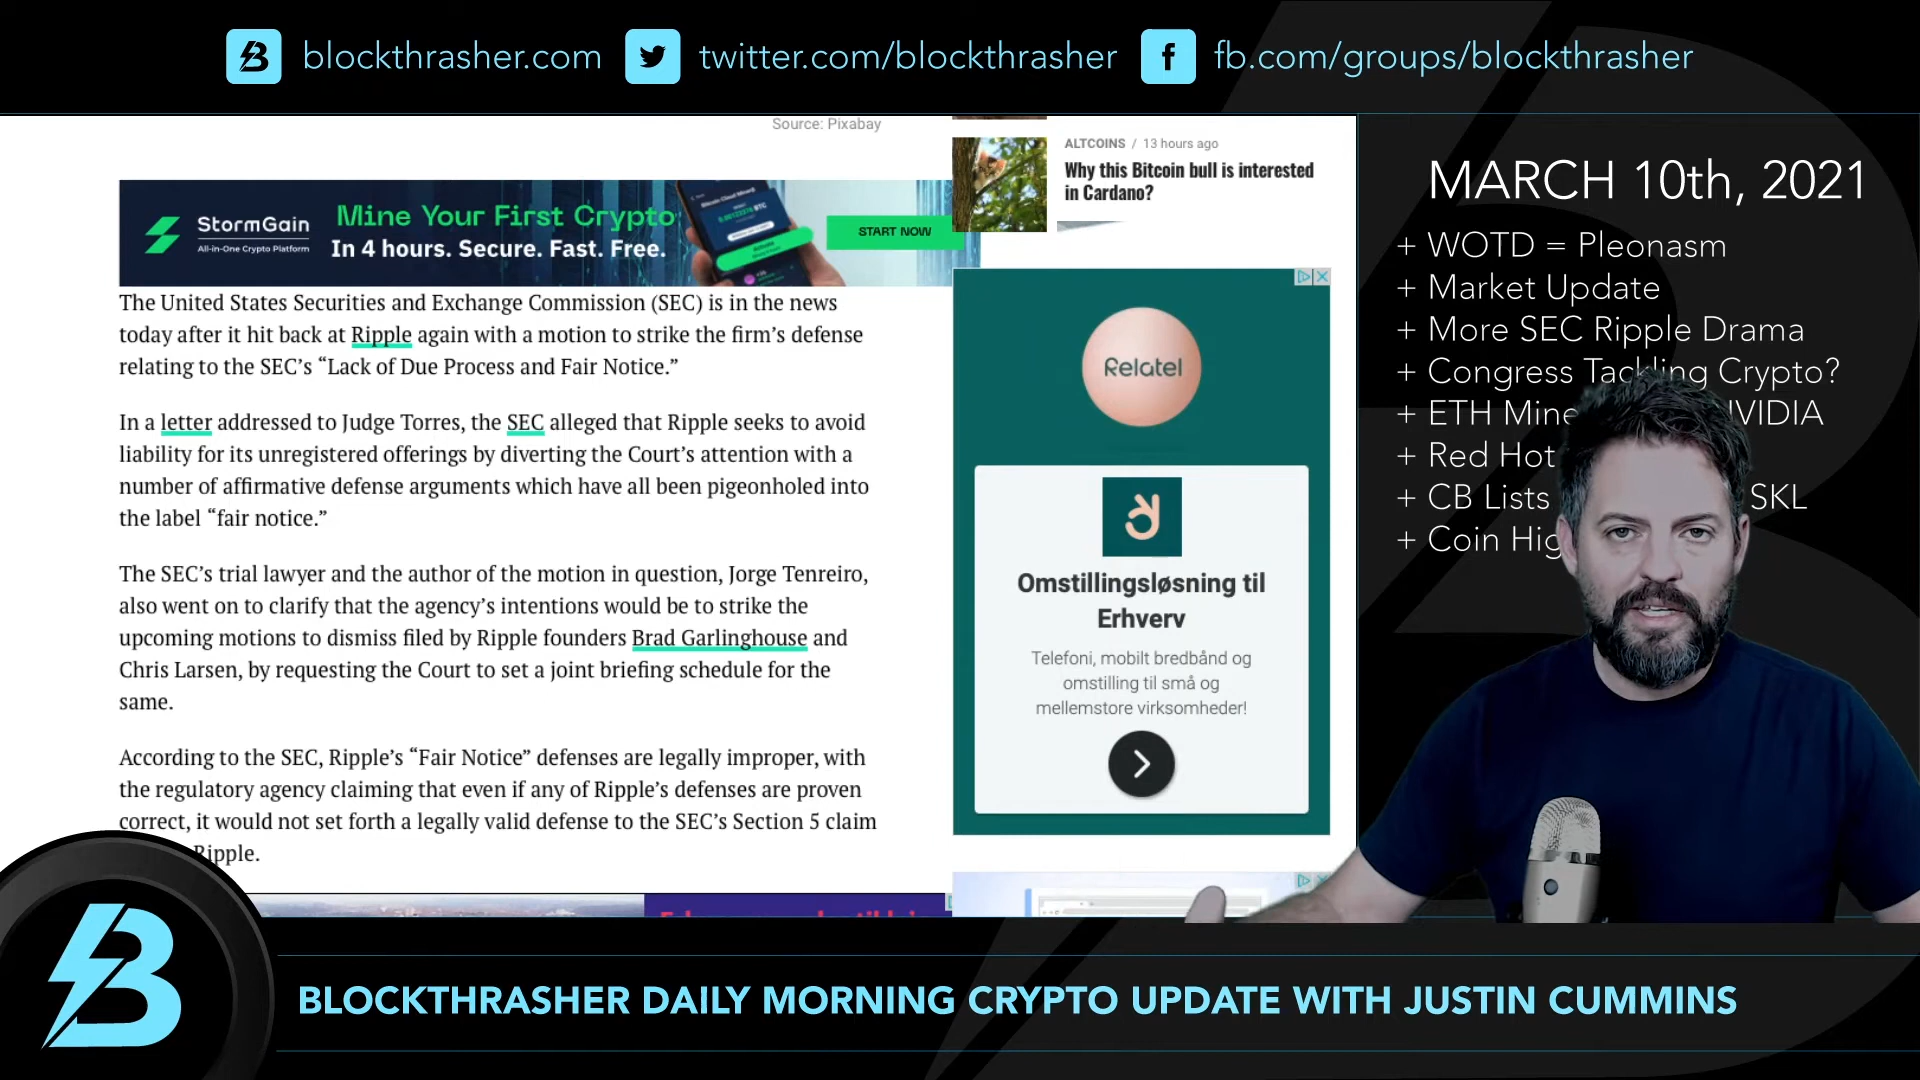 blockthrasher.com
twitter.com/blockthrasher
fb.com/groups/blockthrasher
Source: Pixabay
StormGain
All-in-One Crypto Platform
Mine Your First Crypto
In 4 hours. Secure. Fast. Free.
START NOW
The United States Securities and Exchange Commission (SEC) is in the news
today after it hit back at Ripple again with a motion to strike the firm’s defense
relating to the SEC’s “Lack of Due Process and Fair Notice.”
In a letter addressed to Judge Torres, the SEC alleged that Ripple seeks to avoid
liability for its unregistered offerings by diverting the Court’s attention with a
number of affirmative defense arguments which have all been pigeonholed into
the label “fair notice.”
The SEC’s trial lawyer and the author of the motion in question, Jorge Tenreiro,
also went on to clarify that the agency’s intentions would be to strike the
upcoming motions to dismiss filed by Ripple founders Brad Garlinghouse and
Chris Larsen, by requesting the Court to set a joint briefing schedule for the
same.
According to the SEC, Ripple’s “Fair Notice” defenses are legally improper, with
the regulatory agency claiming that even if any of Ripple’s defenses are proven
correct, it would not set forth a legally valid defense to the SEC’s Section 5 claim
Ripple.
ALTCOINS / 13 hours ago
Why this Bitcoin bull is interested
in Cardano?
Relatel
Omstillingsløsning til
Erhverv
Telefoni, mobilt bredbånd og
omstilling til små og
mellemstore virksomheder!
MARCH 10th, 2021
+ WOTD = Pleonasm
+ Market Update
+ More SEC Ripple Drama
+ Congress Tackling Crypto?
+ ETH Mine VIDIA
+ Red Hot
+ CB Lists SKL
+ Coin Hig
BLOCKTHRASHER DAILY MORNING CRYPTO UPDATE WITH JUSTIN CUMMINS